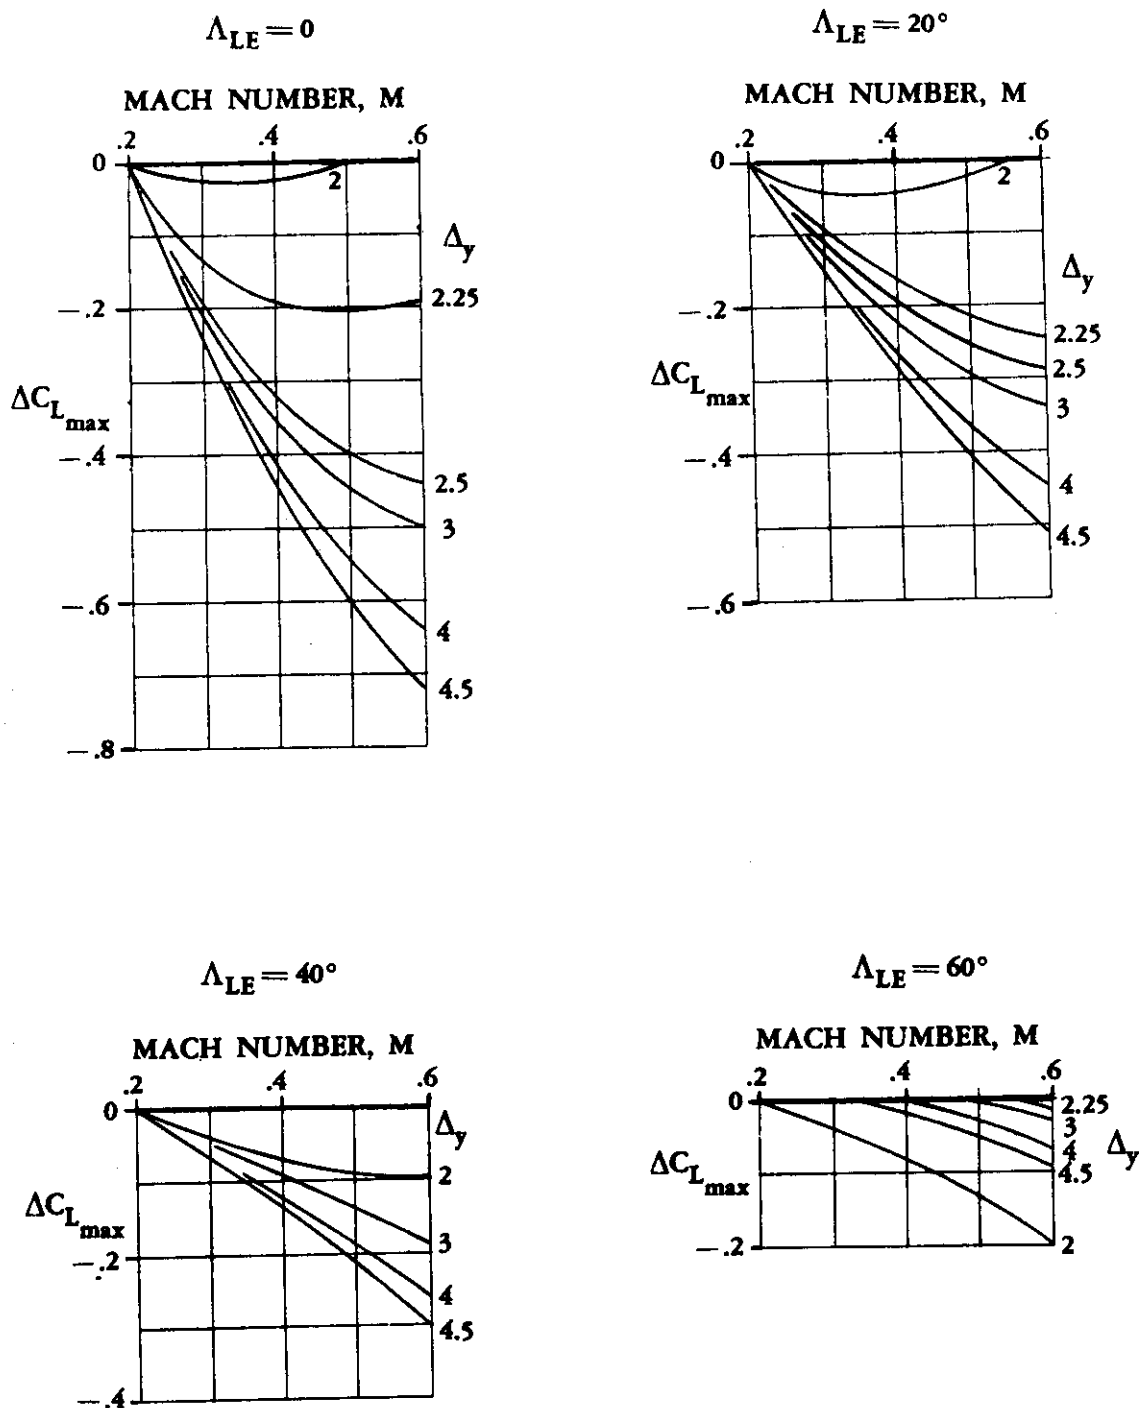 Λ_LE = 0
MACH NUMBER, M
.2 .4 .6
0
2
Δ_y
2.25
—.2
ΔC_L_max
—.4
2.5
3
—.6
4
4.5
—.8
Λ_LE = 20°
MACH NUMBER, M
.2 .4 .6
0
2
Δ_y
—.2
2.25
2.5
ΔC_L_max
3
—.4
4
4.5
—.6
Λ_LE = 40°
MACH NUMBER, M
.2 .4 .6
0
Δ_y
2
ΔC_L_max
3
—.2
4
4.5
—.4
Λ_LE = 60°
MACH NUMBER, M
.2 .4 .6
0
2.25
3
4
Δ_y
ΔC_L_max
4.5
—.2
2